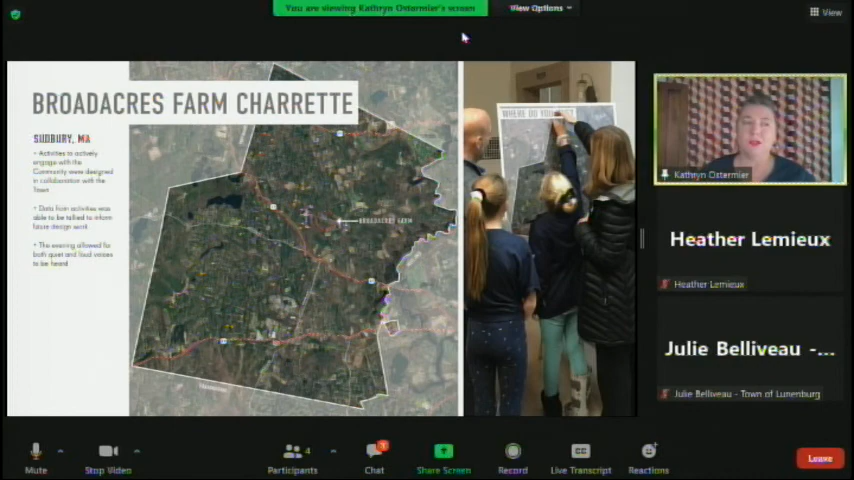 You are viewing Kathryn Ostermier's screen
View Options
View
BROADACRES FARM CHARRETTE
SUDBURY, MA
• Activities to actively
engage with the
Community were designed
in collaboration with the
Town
• Data from activities was
able to be tallied to inform
future design work
• The evening allowed for
both quiet and loud voices
to be heard
BROADACRES FARM
WHERE DO YOU
Kathryn Ostermier
Heather Lemieux
Heather Lemieux
Julie Belliveau -...
Julie Belliveau - Town of Lunenburg
Mute
Stop Video
4
Participants
Chat
Share Screen
Record
CC
Live Transcript
Reactions
Leave